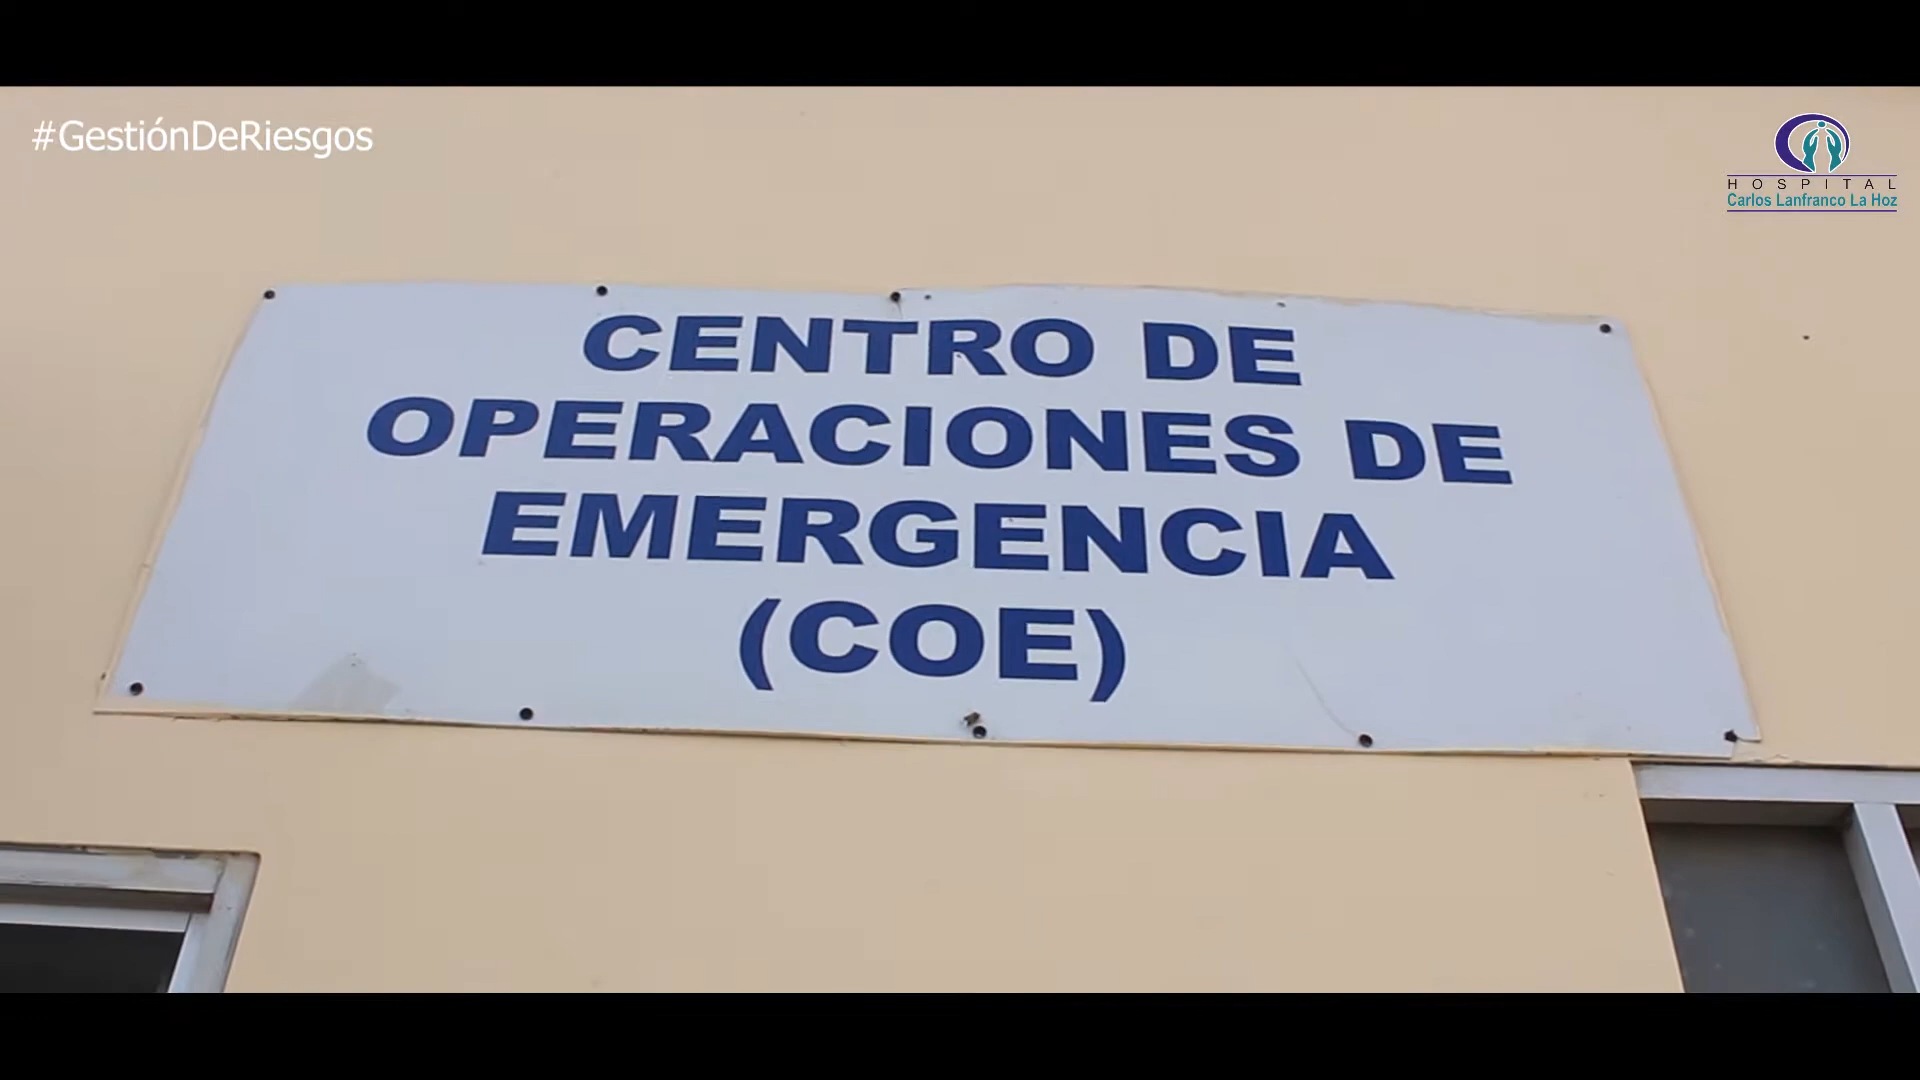 #GestiónDeRiesgos
HOSPITAL
Carlos Lanfranco La Hoz
CENTRO DE
OPERACIONES DE
EMERGENCIA
(COE)